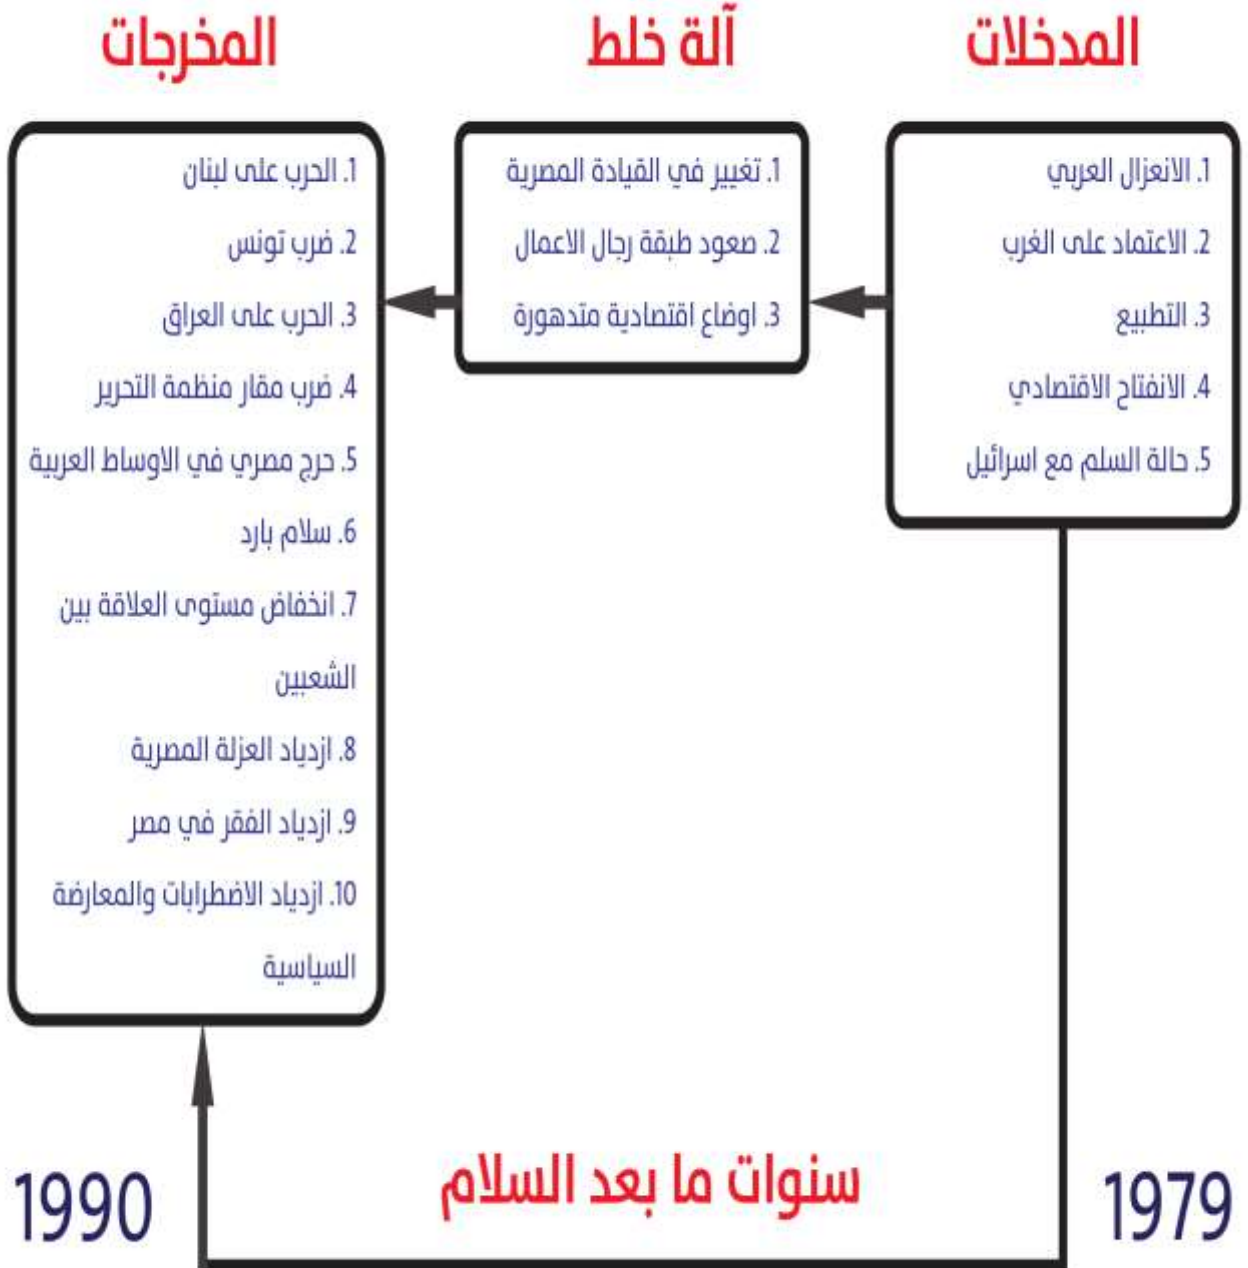 المدخلات
1. الانعزال العربي
2. الاعتماد على الغرب
3. التطبيع
4. الانفتاح الاقتصادي
5. حالة السلم مع اسرائيل
آلة خلط
1. تغيير في القيادة المصرية
2. صعود طبقة رجال الاعمال
3. اوضاع اقتصادية متدهورة
المخرجات
1. الحرب على لبنان
2. ضرب تونس
3. الحرب على العراق
4. ضرب مقار منظمة التحرير
5. حرج مصري في الاوساط العربية
6. سلام بارد
7. انخفاض مستوى العلاقة بين
الشعبين
8. ازدياد العزلة المصرية
9. ازدياد الفقر في مصر
10. ازدياد الاضطرابات والمعارضة
السياسية
1979
سنوات ما بعد السلام
1990